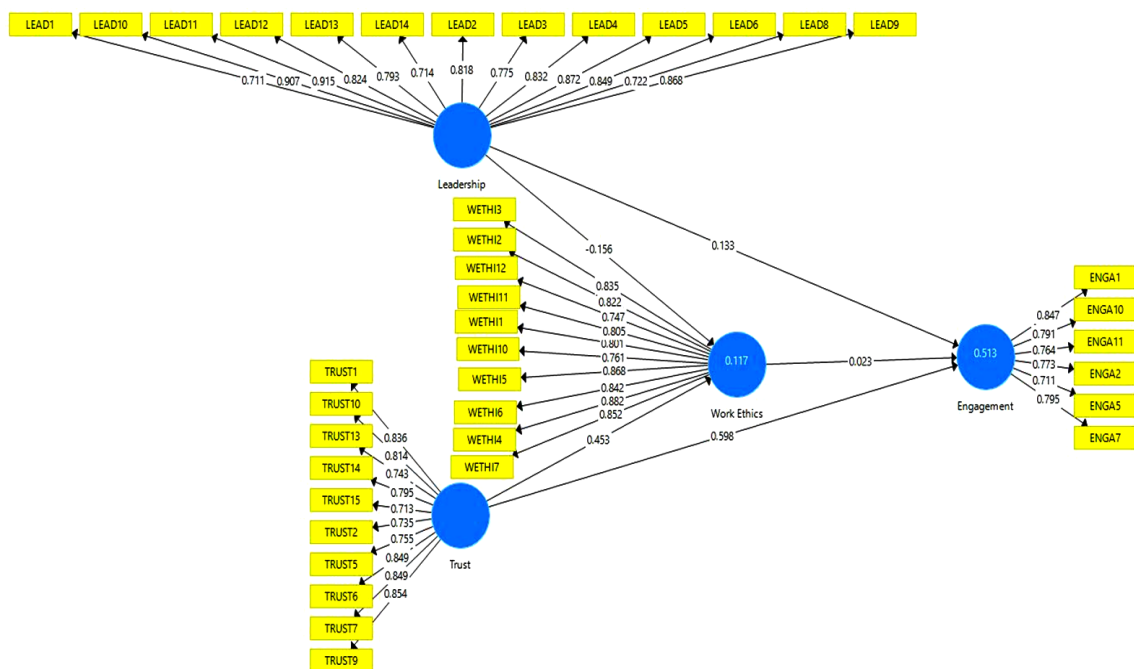 LEAD1 LEAD10 LEAD11 LEAD12 LEAD13 LEAD14 LEAD2 LEAD3 LEAD4 LEAD5 LEAD6 LEAD8 LEAD9
0.711 0.907 0.915 0.824 0.793 0.714 0.818 0.775 0.832 0.872 0.849 0.722 0.868
Leadership
-0.156
0.133
WETHI3
WETHI2
WETHI12
WETHI11
WETHI1
WETHI10
WETHI5
WETHI6
WETHI4
WETHI7
0.835
0.822
0.747
0.805
0.801
0.761
0.868
0.842
0.882
0.852
0.117
Work Ethics
0.023
0.453
0.598
0.513
Engagement
0.847
0.791
0.764
0.773
0.711
0.795
ENGA1
ENGA10
ENGA11
ENGA2
ENGA5
ENGA7
TRUST1
TRUST10
TRUST13
TRUST14
TRUST15
TRUST2
TRUST5
TRUST6
TRUST7
TRUST9
0.836
0.814
0.743
0.795
0.713
0.735
0.755
0.849
0.849
0.854
Trust